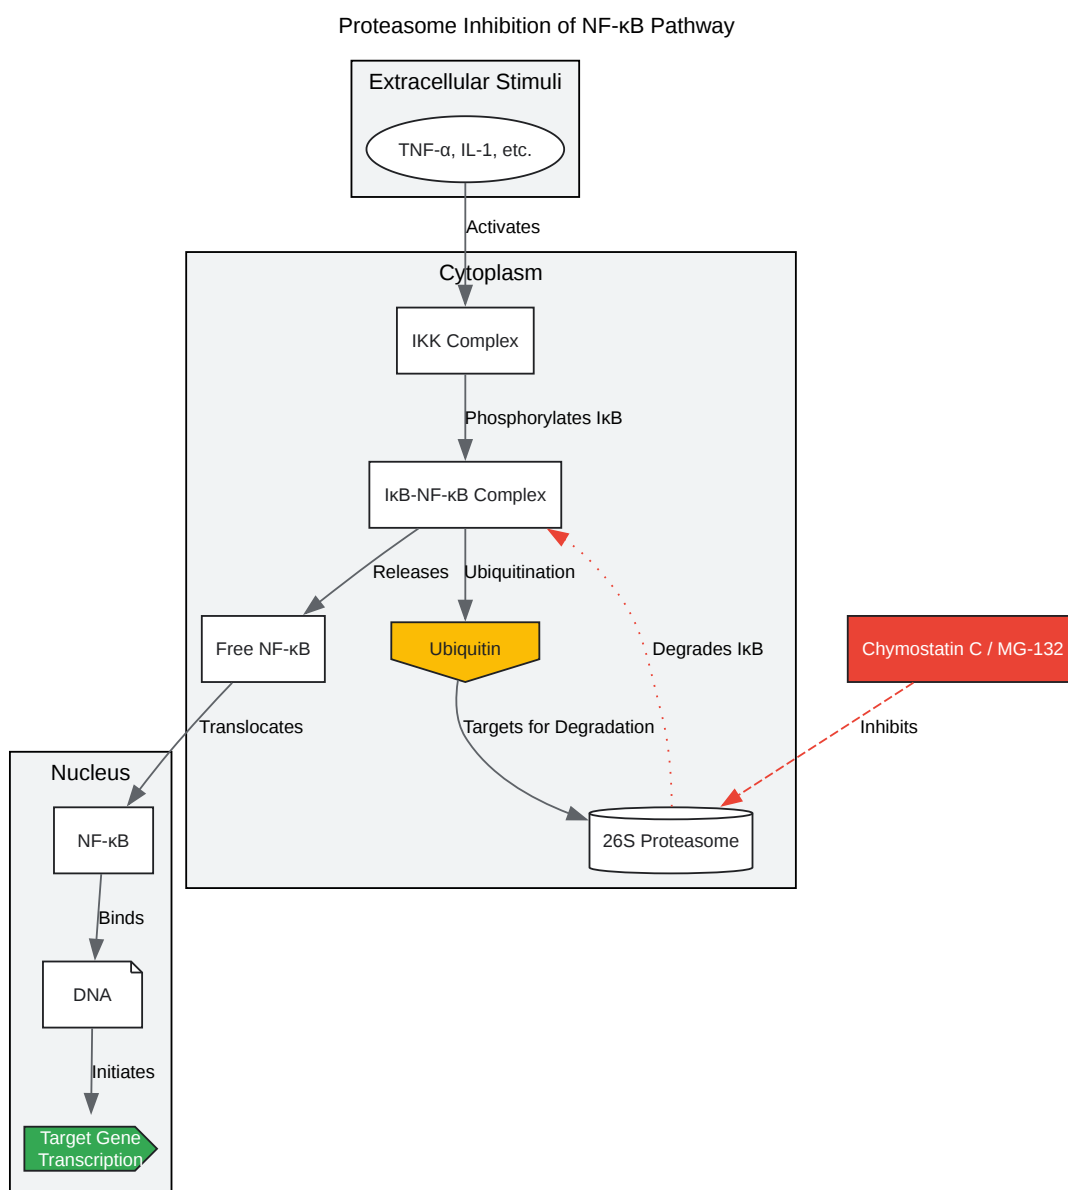 Proteasome Inhibition of NF-κB Pathway
Extracellular Stimuli
TNF-α, IL-1, etc.
Activates
Cytoplasm
IKK Complex
Phosphorylates IκB
IκB-NF-κB Complex
Releases
Ubiquitination
Free NF-κB
Ubiquitin
Degrades IκB
Chymostatin C / MG-132
Translocates
Targets for Degradation
Inhibits
Nucleus
NF-κB
26S Proteasome
Binds
DNA
Initiates
Target Gene
Transcription